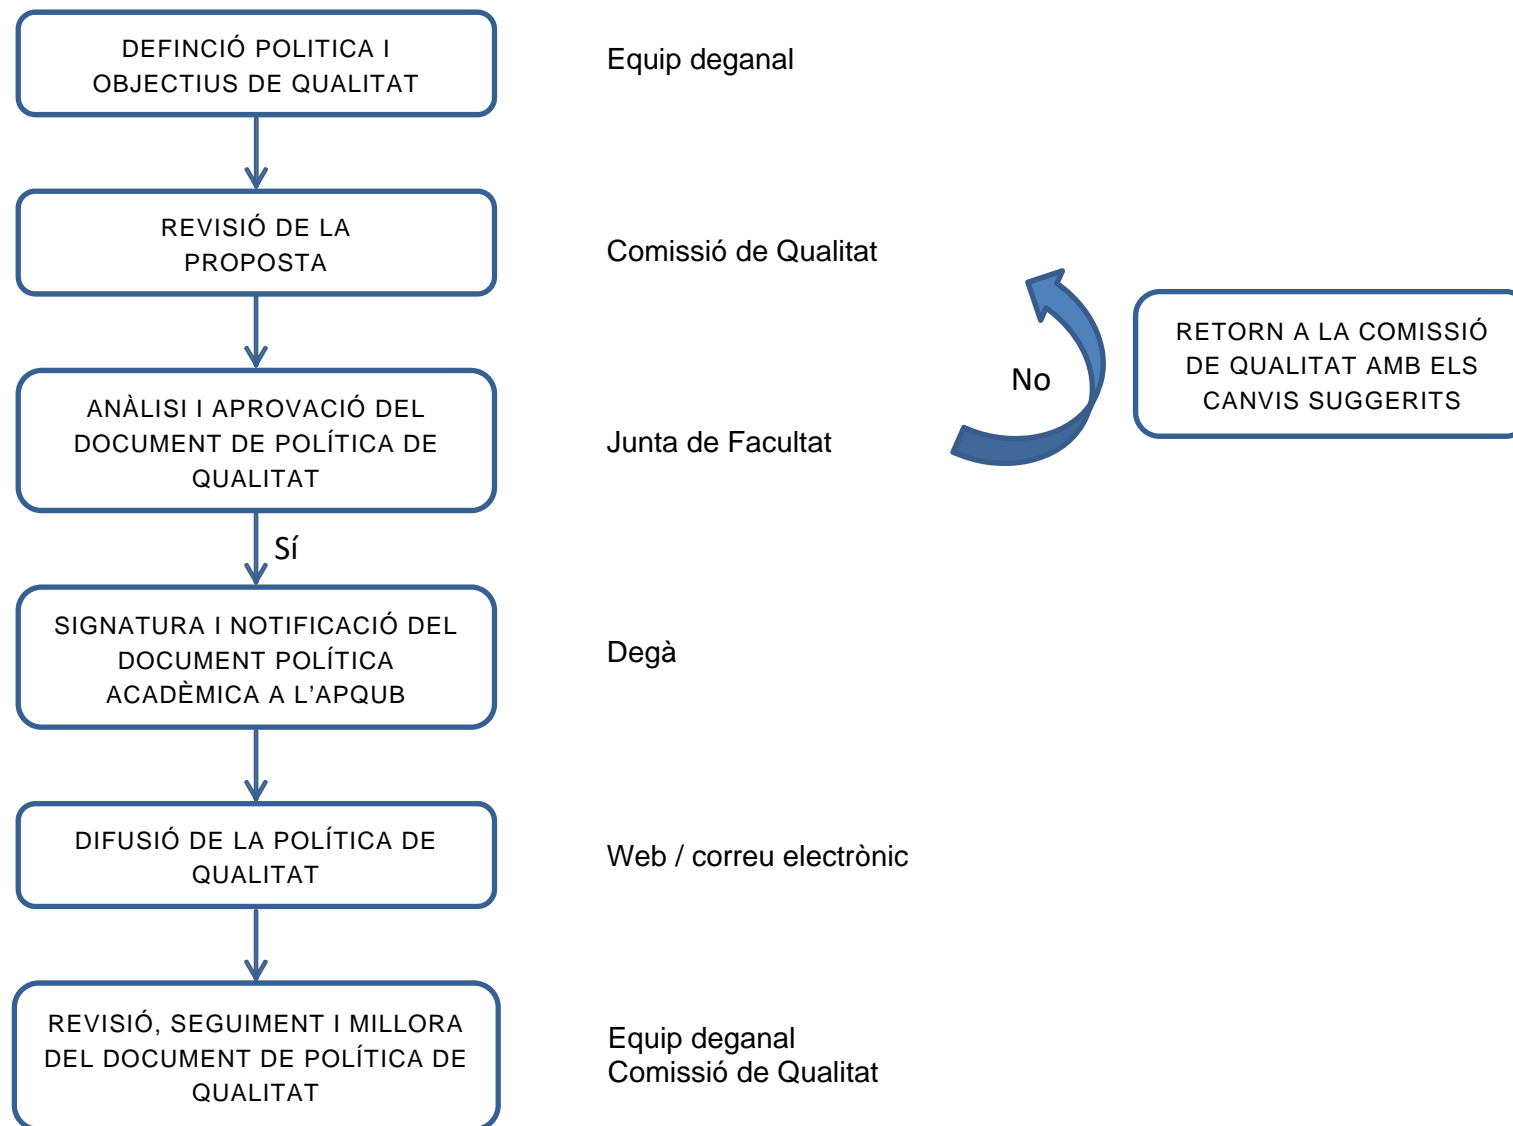 DEFINCIÓ POLITICA I
OBJECTIUS DE QUALITAT
Equip deganal
REVISIÓ DE LA
PROPOSTA
Comissió de Qualitat
RETORN A LA COMISSIÓ
DE QUALITAT AMB ELS
CANVIS SUGGERITS
No
ANÀLISI I APROVACIÓ DEL
DOCUMENT DE POLÍTICA DE
QUALITAT
Junta de Facultat
Sí
SIGNATURA I NOTIFICACIÓ DEL
DOCUMENT POLÍTICA
ACADÈMICA A L’APQUB
Degà
DIFUSIÓ DE LA POLÍTICA DE
QUALITAT
Web / correu electrònic
REVISIÓ, SEGUIMENT I MILLORA
DEL DOCUMENT DE POLÍTICA DE
QUALITAT
Equip deganal
Comissió de Qualitat